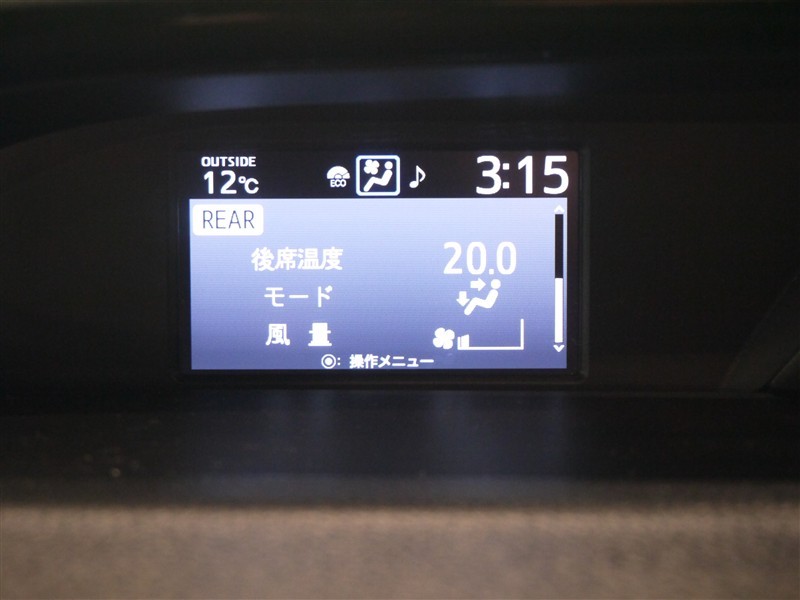 OUTSIDE
12℃
ECO
3:15
REAR
後席温度 20.0
モード
風量
◉: 操作メニュー